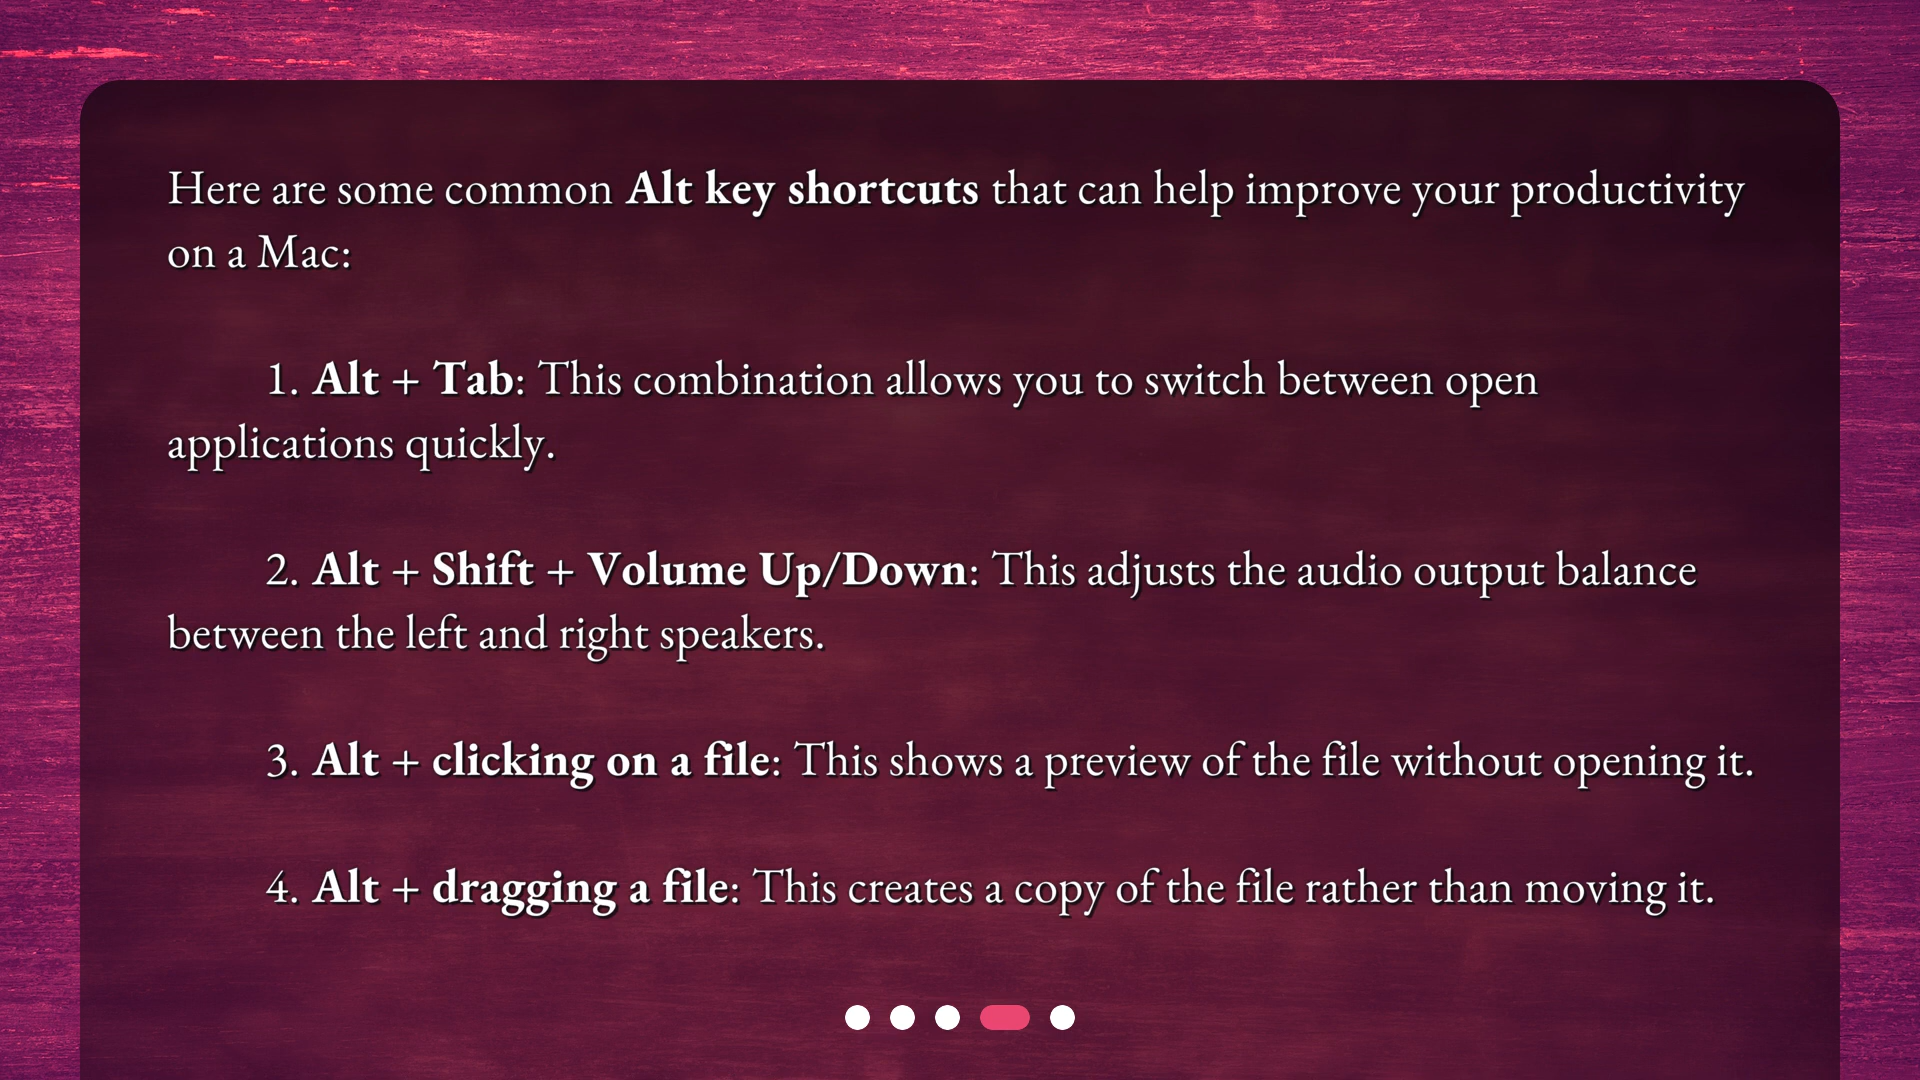 Here are some common Alt key shortcuts that can help improve your productivity
on a Mac:
1. Alt + Tab: This combination allows you to switch between open
applications quickly.
2. Alt + Shift + Volume Up/Down: This adjusts the audio output balance
between the left and right speakers.
3. Alt + clicking on a file: This shows a preview of the file without opening it.
4. Alt + dragging a file: This creates a copy of the file rather than moving it.